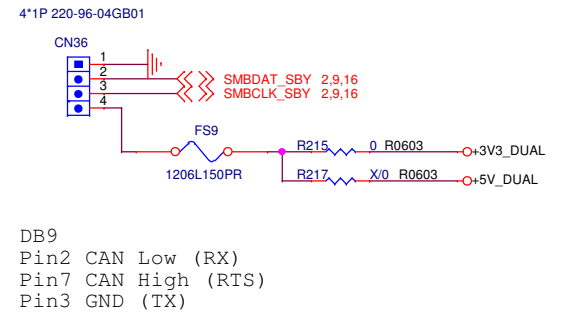 4*1P 220-96-04GB01
CN36
1
2
3
4
SMBDAT_SBY 2,9,16
SMBCLK_SBY 2,9,16
FS9
1206L150PR
R215 0 R0603 +3V3_DUAL
R217 X/0 R0603 +5V_DUAL
DB9
Pin2 CAN Low (RX)
Pin7 CAN High (RTS)
Pin3 GND (TX)